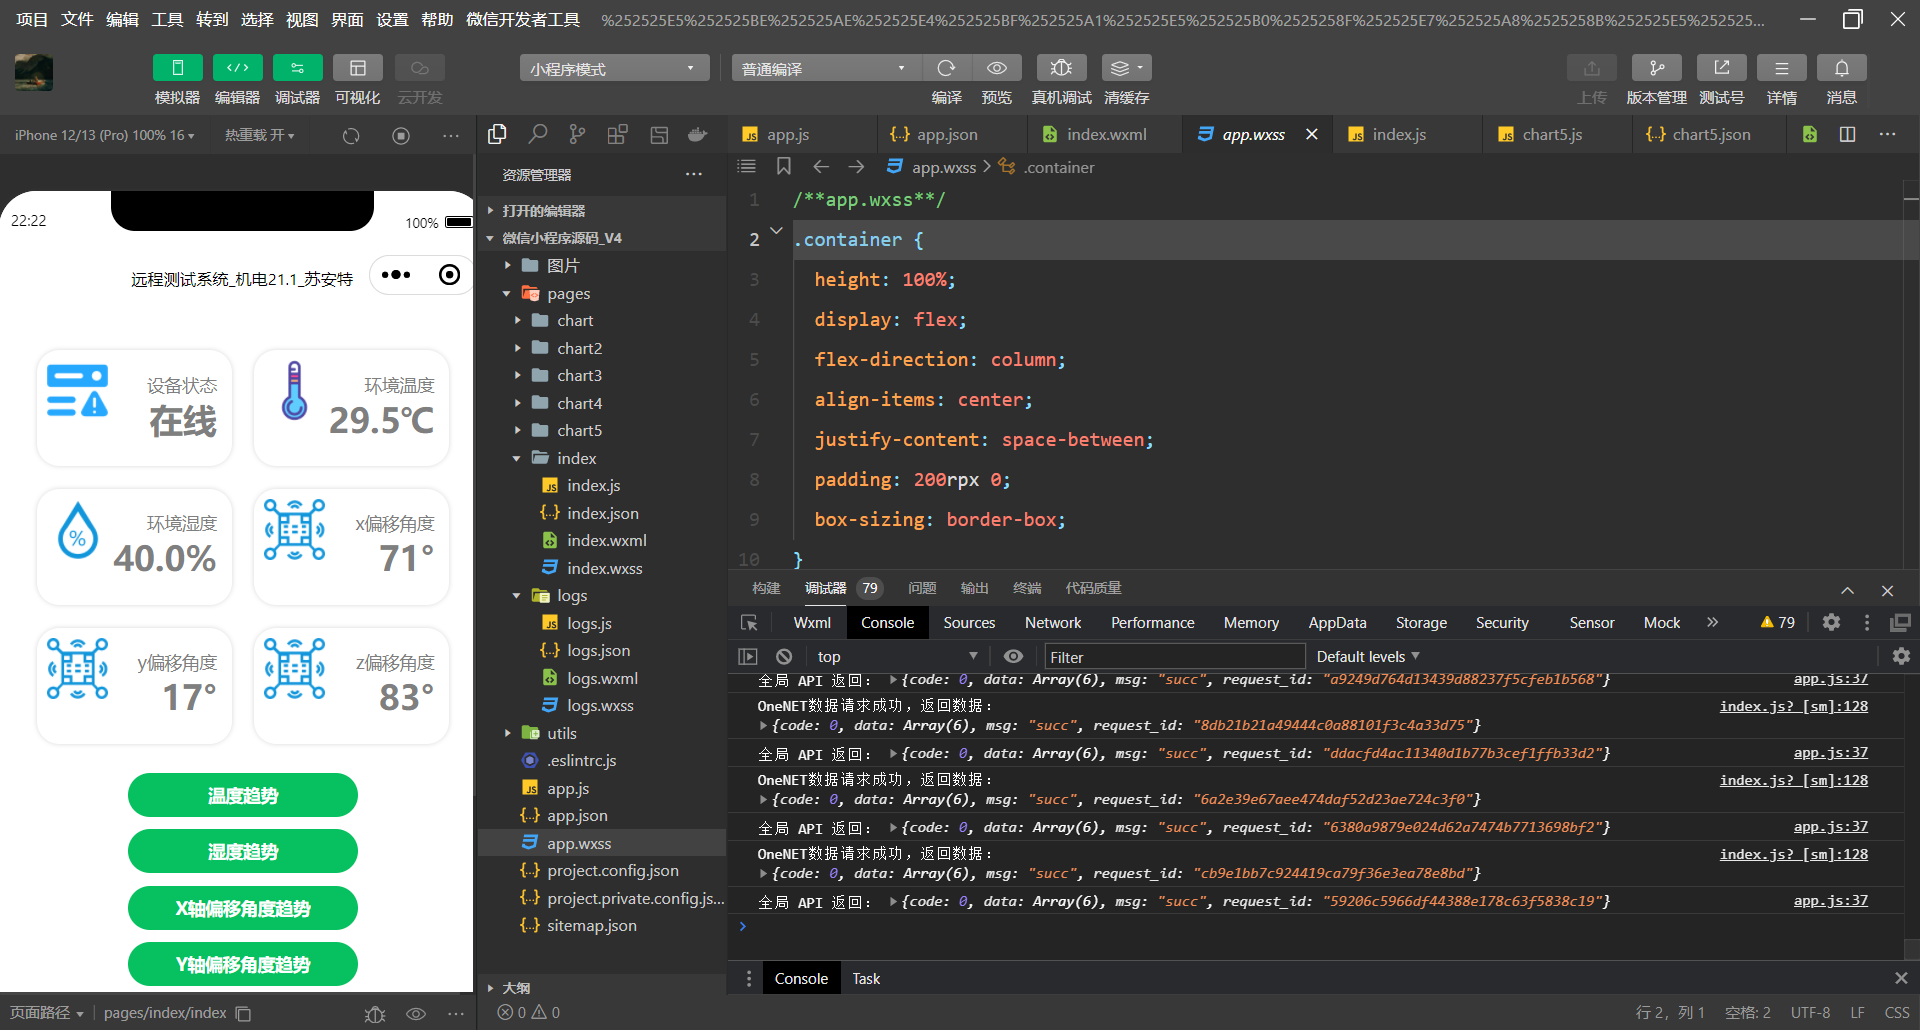 项目 文件 编辑 工具 转到 选择 视图 界面 设置 帮助 微信开发者工具 %252525E5%252525BE%252525AE%252525E4%252525BF%252525A1%252525E5%252525B0%2525258F%252525E7%252525A8%2525258B%252525E5%252525...
小程序模式 普通编译
模拟器 编辑器 调试器 可视化 云开发 编译 预览 真机调试 清缓存 上传 版本管理 测试号 详情 消息
iPhone 12/13 (Pro) 100% 16 热重载 开
22:22 100%
远程测试系统_机电21.1_苏安特
设备状态
在线
环境温度
29.5℃
环境湿度
%
40.0%
x偏移角度
71°
y偏移角度
17°
z偏移角度
83°
温度趋势
湿度趋势
X轴偏移角度趋势
Y轴偏移角度趋势
页面路径 pages/index/index
资源管理器
打开的编辑器
微信小程序源码_V4
图片
pages
chart
chart2
chart3
chart4
chart5
index
index.js
index.json
index.wxml
index.wxss
logs
logs.js
logs.json
logs.wxml
logs.wxss
utils
.eslintrc.js
app.js
app.json
app.wxss
project.config.json
project.private.config.js...
sitemap.json
大纲
0 0
app.js app.json index.wxml app.wxss index.js chart5.js chart5.json
app.wxss .container
1 /**app.wxss**/
2 .container {
3 height: 100%;
4 display: flex;
5 flex-direction: column;
6 align-items: center;
7 justify-content: space-between;
8 padding: 200rpx 0;
9 box-sizing: border-box;
10 }
构建 调试器 79 问题 输出 终端 代码质量
Wxml Console Sources Network Performance Memory AppData Storage Security Sensor Mock 79
top Filter Default levels
全局 API 返回: {code: 0, data: Array(6), msg: "succ", request_id: "a9249d764d13439d88237f5cfeb1b568"} app.js:37
OneNET数据请求成功，返回数据: index.js? [sm]:128
{code: 0, data: Array(6), msg: "succ", request_id: "8db21b21a49444c0a88101f3c4a33d75"}
全局 API 返回: {code: 0, data: Array(6), msg: "succ", request_id: "ddacfd4ac11340d1b77b3cef1ffb33d2"} app.js:37
OneNET数据请求成功，返回数据: index.js? [sm]:128
{code: 0, data: Array(6), msg: "succ", request_id: "6a2e39e67aee474daf52d23ae724c3f0"}
全局 API 返回: {code: 0, data: Array(6), msg: "succ", request_id: "6380a9879e024d62a7474b7713698bf2"} app.js:37
OneNET数据请求成功，返回数据: index.js? [sm]:128
{code: 0, data: Array(6), msg: "succ", request_id: "cb9e1bb7c924419ca79f36e3ea78e8bd"}
全局 API 返回: {code: 0, data: Array(6), msg: "succ", request_id: "59206c5966df44388e178c63f5838c19"} app.js:37
Console Task
行 2，列 1 空格: 2 UTF-8 LF CSS